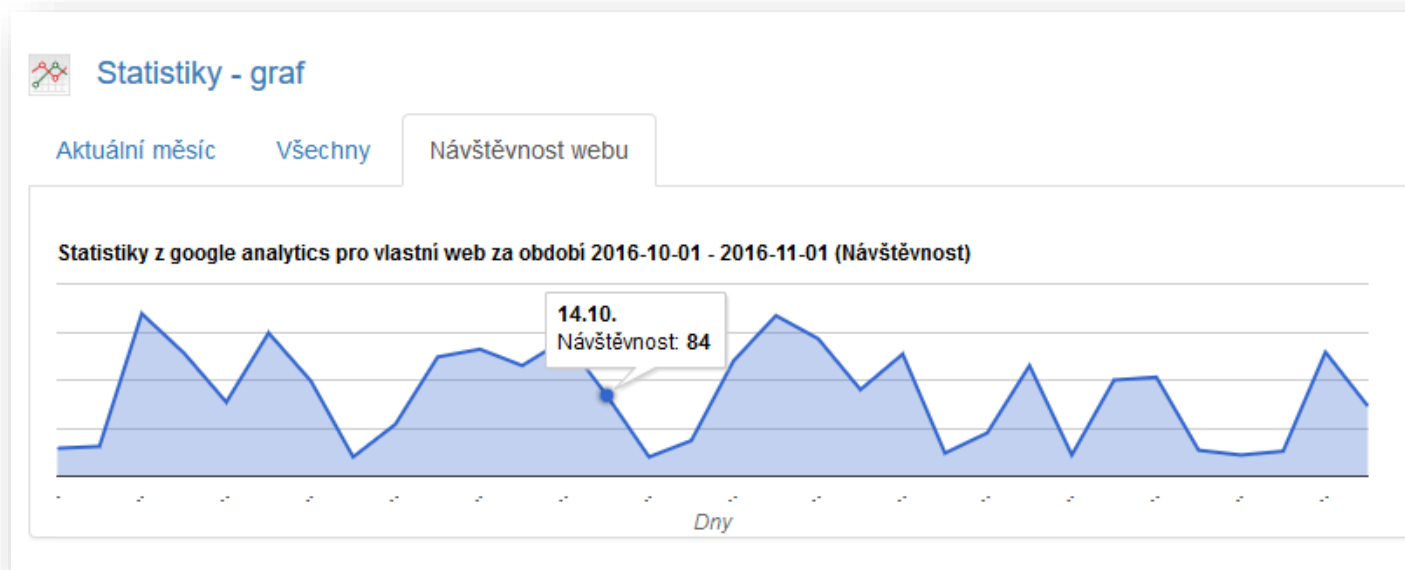 Statistiky - graf
Aktuální měsíc Všechny Návštěvnost webu
Statistiky z google analytics pro vlastní web za období 2016-10-01 - 2016-11-01 (Návštěvnost)
14.10.
Návštěvnost: 84
Dny